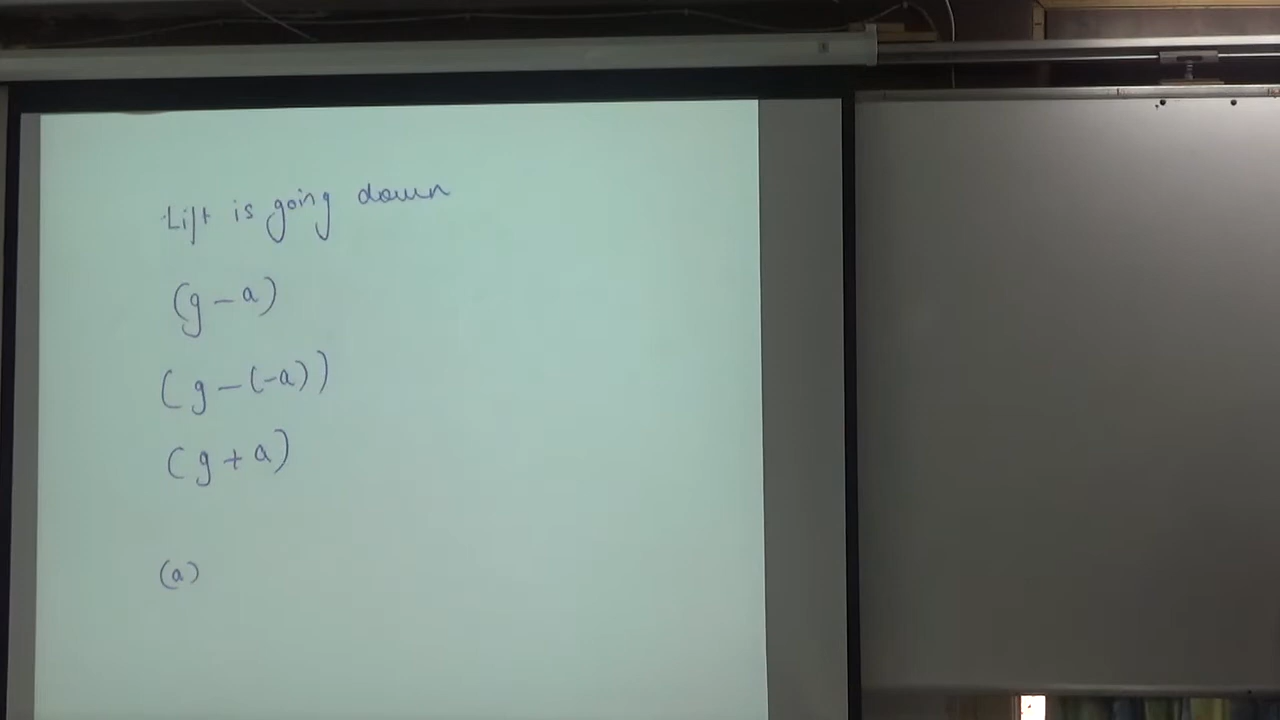 Lift is going down
(g - a)
(g - (-a))
(g + a)
(a)